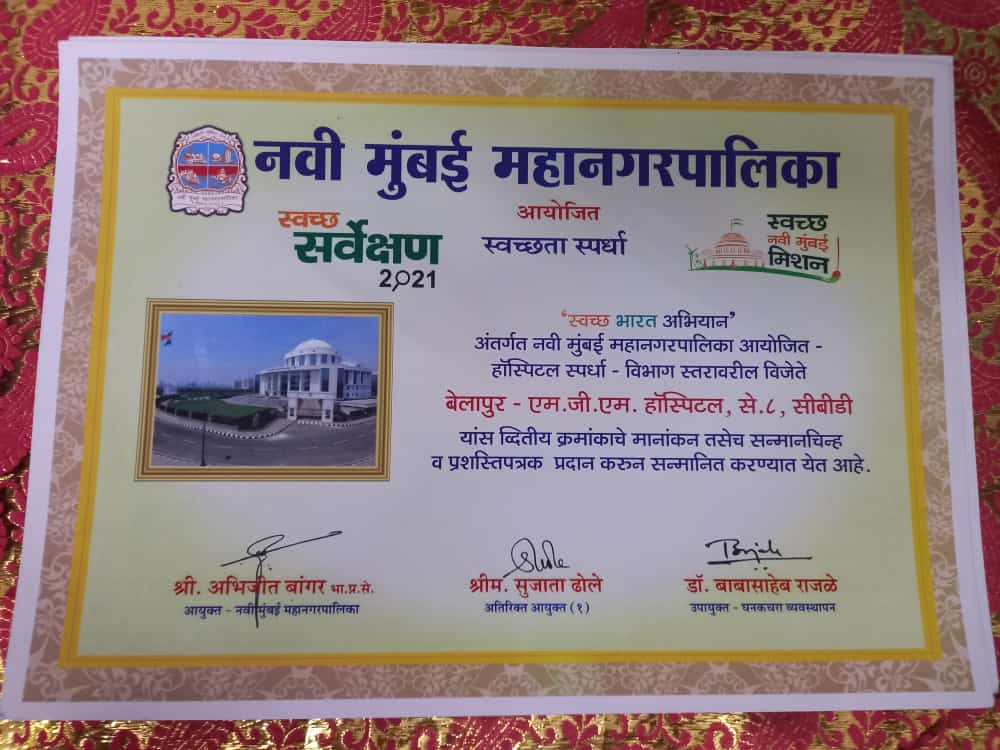 नवी मुंबई महानगरपालिका
आयोजित
स्वच्छ
सर्वेक्षण
2021
स्वच्छता स्पर्धा
स्वच्छ
नवी मुंबई
मिशन
‘स्वच्छ भारत अभियान’
अंतर्गत नवी मुंबई महानगरपालिका आयोजित -
हॉस्पिटल स्पर्धा - विभाग स्तरावरील विजेते
बेलापुर - एम.जी.एम. हॉस्पिटल, से.८, सीबीडी
यांस व्दितीय क्रमांकाचे मानांकन तसेच सन्मानचिन्ह
व प्रशस्तिपत्रक प्रदान करुन सन्मानित करण्यात येत आहे.
श्री. अभिजीत बांगर भा.प्र.से.
आयुक्त - नवी मुंबई महानगरपालिका
श्रीम. सुजाता ढोले
अतिरिक्त आयुक्त (१)
डॉ. बाबासाहेब राजळे
उपायुक्त - घनकचरा व्यवस्थापन